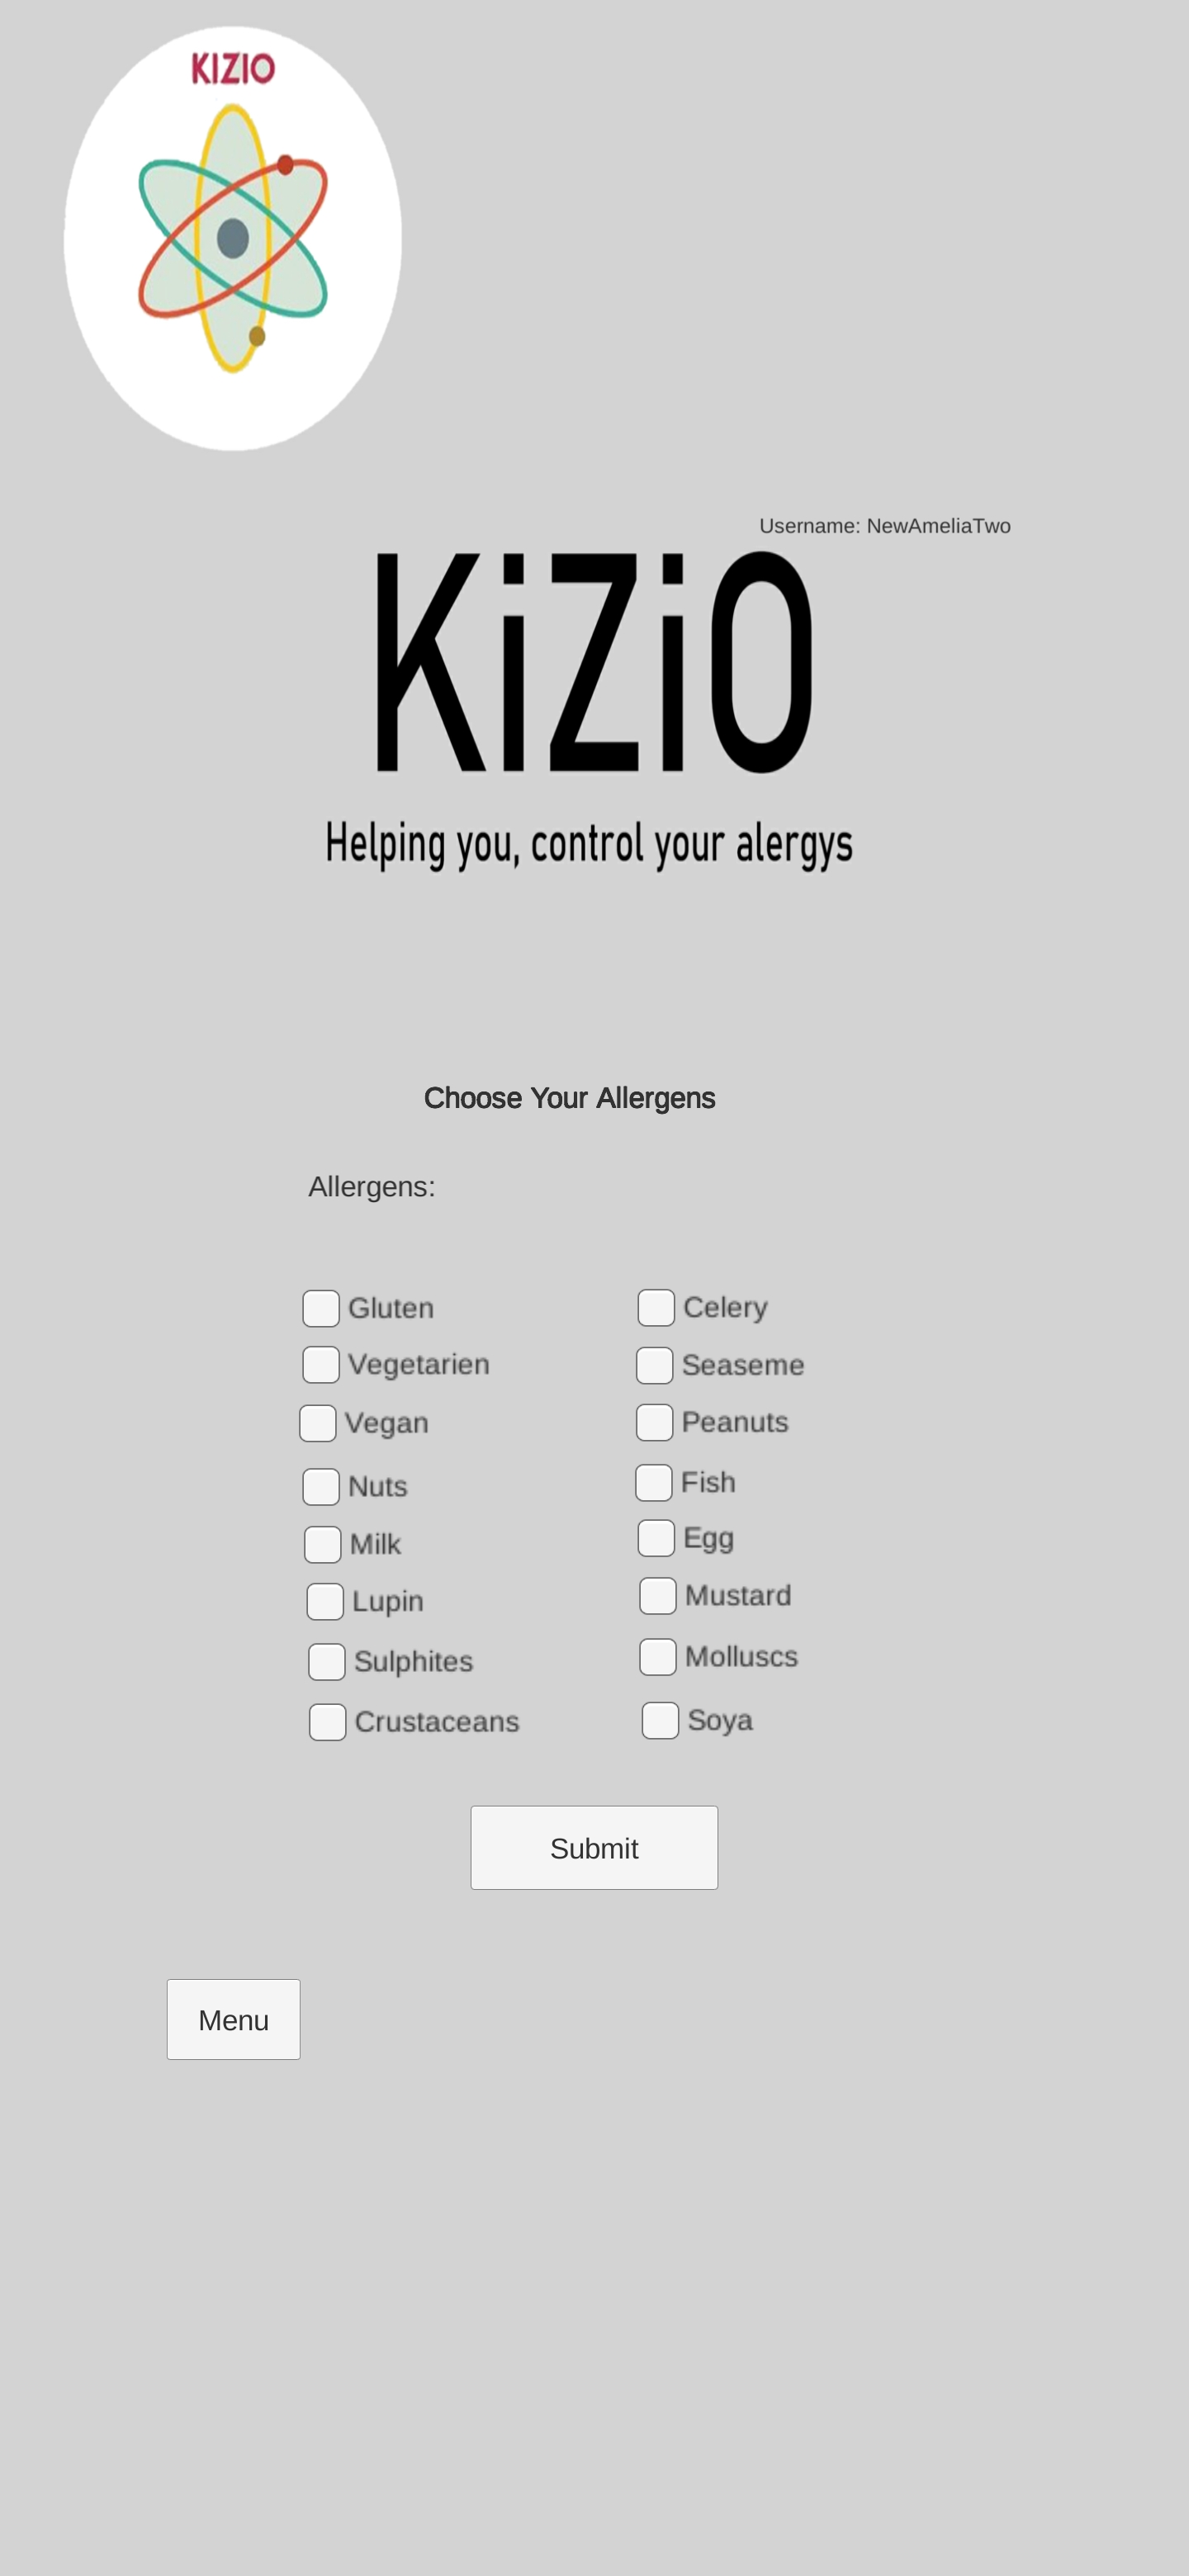 KIZIO
Username: NewAmeliaTwo
KiZiO
Helping you, control your alergys
Choose Your Allergens
Allergens:
Gluten
Celery
Vegetarien
Seaseme
Vegan
Peanuts
Nuts
Fish
Milk
Egg
Lupin
Mustard
Sulphites
Molluscs
Crustaceans
Soya
Submit
Menu